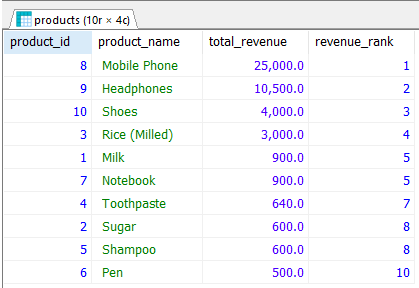 products (10r × 4c)
product_id product_name total_revenue revenue_rank
8 Mobile Phone 25,000.0 1
9 Headphones 10,500.0 2
10 Shoes 4,000.0 3
3 Rice (Milled) 3,000.0 4
1 Milk 900.0 5
7 Notebook 900.0 5
4 Toothpaste 640.0 7
2 Sugar 600.0 8
5 Shampoo 600.0 8
6 Pen 500.0 10